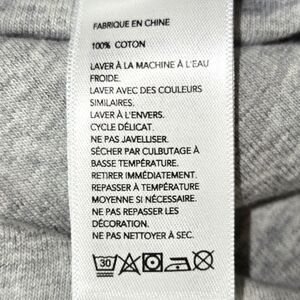 FABRIQUE EN CHINE
100% COTON
LAVER À LA MACHINE À L'EAU
FROIDE.
LAVER AVEC DES COULEURS
SIMILAIRES.
LAVER À L'ENVERS.
CYCLE DÉLICAT.
NE PAS JAVELLISER.
SÉCHER PAR CULBUTAGE À
BASSE TEMPÉRATURE.
RETIRER IMMÉDIATEMENT.
REPASSER À TEMPÉRATURE
MOYENNE SI NÉCESSAIRE.
NE PAS REPASSER LES
DÉCORATION.
NE PAS NETTOYER À SEC.
30